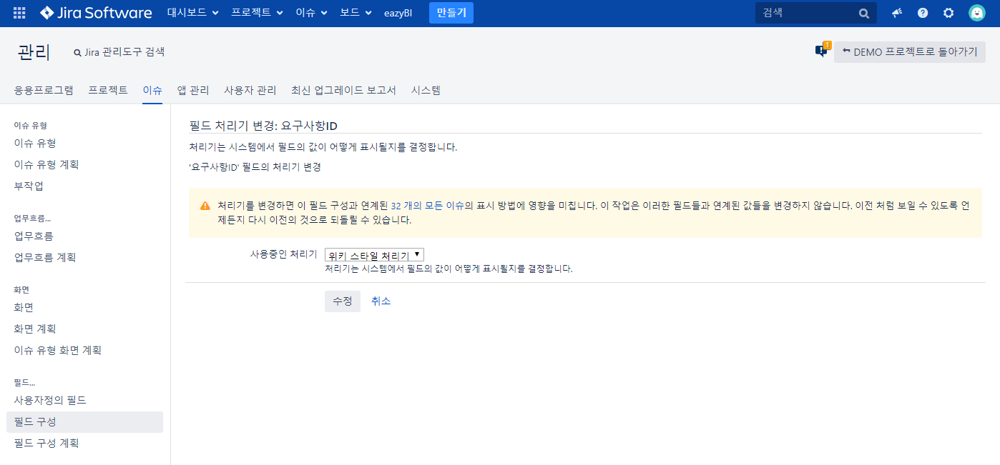 Jira Software 대시보드 프로젝트 이슈 보드 eazyBI 만들기 검색
관리 Jira 관리도구 검색 1 DEMO 프로젝트로 돌아가기
응용프로그램 프로젝트 이슈 앱 관리 사용자 관리 최신 업그레이드 보고서 시스템
이슈 유형
이슈 유형
이슈 유형 계획
부작업
업무흐름...
업무흐름
업무흐름 계획
화면
화면
화면 계획
이슈 유형 화면 계획
필드...
사용자정의 필드
필드 구성
필드 구성 계획
필드 처리기 변경: 요구사항ID
처리기는 시스템에서 필드의 값이 어떻게 표시될지를 결정합니다.
'요구사항ID' 필드의 처리기 변경
처리기를 변경하면 이 필드 구성과 연계된 32 개의 모든 이슈의 표시 방법에 영향을 미칩니다. 이 작업은 이러한 필드들과 연계된 값들을 변경하지 않습니다. 이전 처럼 보일 수 있도록 언
제든지 다시 이전의 것으로 되돌릴 수 있습니다.
사용중인 처리기 위키 스타일 처리기
처리기는 시스템에서 필드의 값이 어떻게 표시될지를 결정합니다.
수정 취소